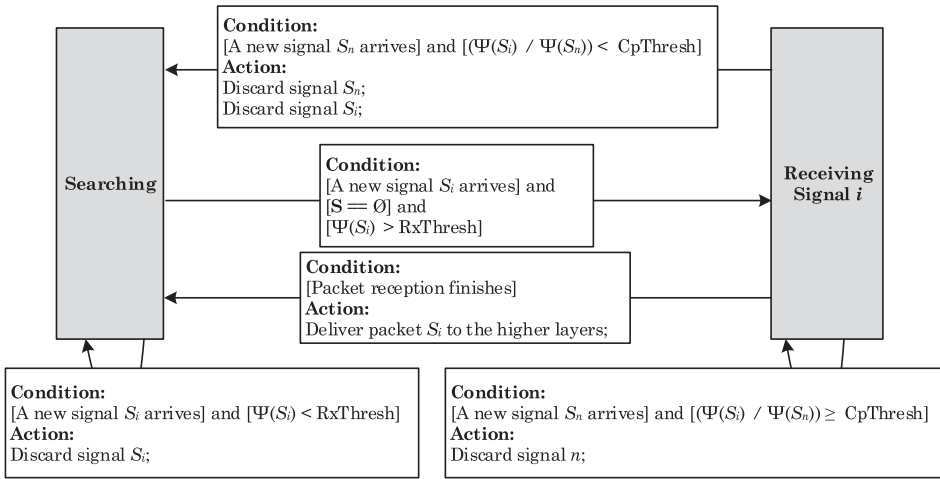 Condition:
[A new signal Sn arrives] and [(Ψ(Si) / Ψ(Sn)) < CpThresh]
Action:
Discard signal Sn;
Discard signal Si;
Searching
Condition:
[A new signal Si arrives] and
[S == Ø] and
[Ψ(Si) > RxThresh]
Receiving
Signal i
Condition:
[Packet reception finishes]
Action:
Deliver packet Si to the higher layers;
Condition:
[A new signal Si arrives] and [Ψ(Si) < RxThresh]
Action:
Discard signal Si;
Condition:
[A new signal Sn arrives] and [(Ψ(Si) / Ψ(Sn)) ≥ CpThresh]
Action:
Discard signal n;